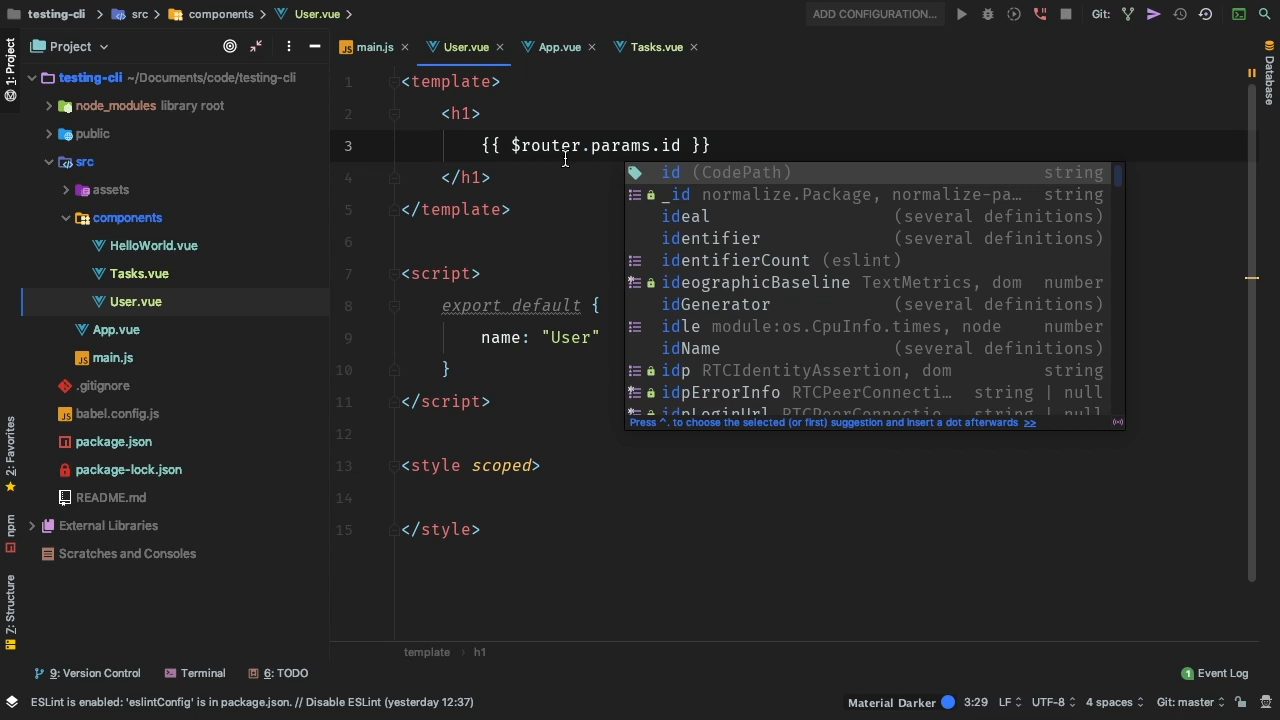 testing-cli > src > components > User.vue >
ADD CONFIGURATION...
Git:
1: Project
Project
main.js × User.vue × App.vue × Tasks.vue ×
testing-cli ~/Documents/code/testing-cli
node_modules library root
public
src
assets
components
HelloWorld.vue
Tasks.vue
User.vue
App.vue
main.js
.gitignore
babel.config.js
package.json
package-lock.json
README.md
External Libraries
Scratches and Consoles
2: Favorites
npm
7: Structure
1 <template>
2 <h1>
3 {{ $router.params.id }}
4 </h1>
5 </template>
6
7 <script>
8 export default {
9 name: "User"
10 }
11 </script>
12
13 <style scoped>
14
15 </style>
id (CodePath) string
_id normalize.Package, normalize-pa… string
ideal (several definitions)
identifier (several definitions)
identifierCount (eslint)
ideographicBaseline TextMetrics, dom number
idGenerator (several definitions)
idle module:os.CpuInfo.times, node number
idName (several definitions)
idp RTCIdentityAssertion, dom string
idpErrorInfo RTCPeerConnecti… string | null
idpLoginUrl RTCPeerConnectio… string | null
Press ^. to choose the selected (or first) suggestion and insert a dot afterwards >>
Database
template > h1
9: Version Control Terminal 6: TODO
1 Event Log
ESLint is enabled: 'eslintConfig' is in package.json. // Disable ESLint (yesterday 12:37)
Material Darker 3:29 LF UTF-8 4 spaces Git: master